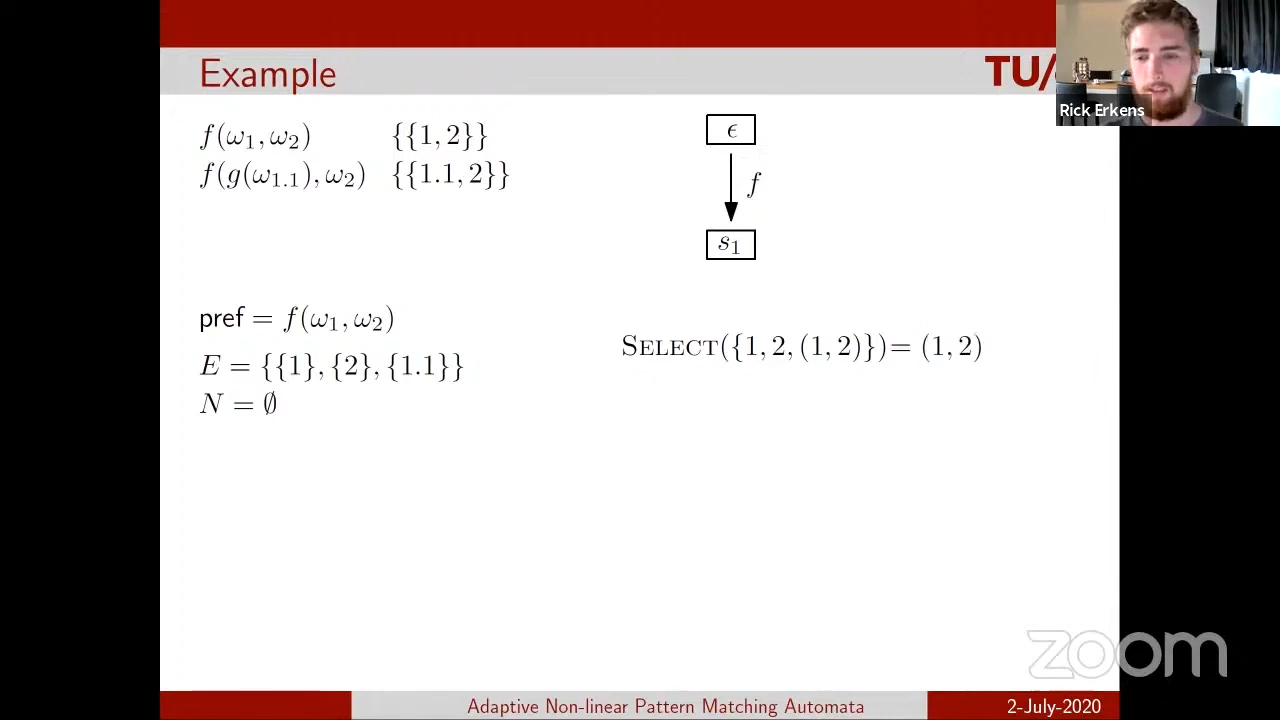 Example
TU/
Rick Erkens
f(ω₁, ω₂) {{1, 2}}
f(g(ω₁.₁), ω₂) {{1.1, 2}}
ϵ
f
s₁
pref = f(ω₁, ω₂)
E = {{1}, {2}, {1.1}}
N = ∅
SELECT({1, 2, (1, 2)})= (1, 2)
zoom
Adaptive Non-linear Pattern Matching Automata
2-July-2020